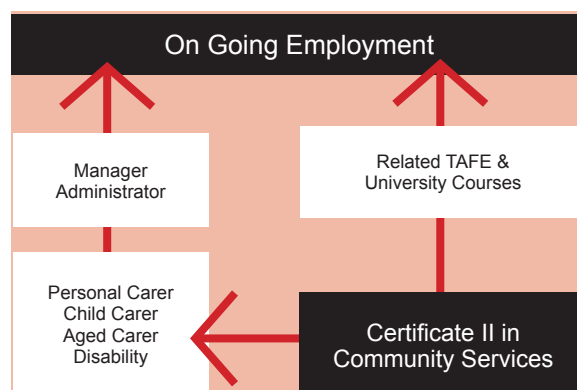 On Going Employment
Manager
Administrator
Related TAFE &
University Courses
Personal Carer
Child Carer
Aged Carer
Disability
Certificate II in
Community Services